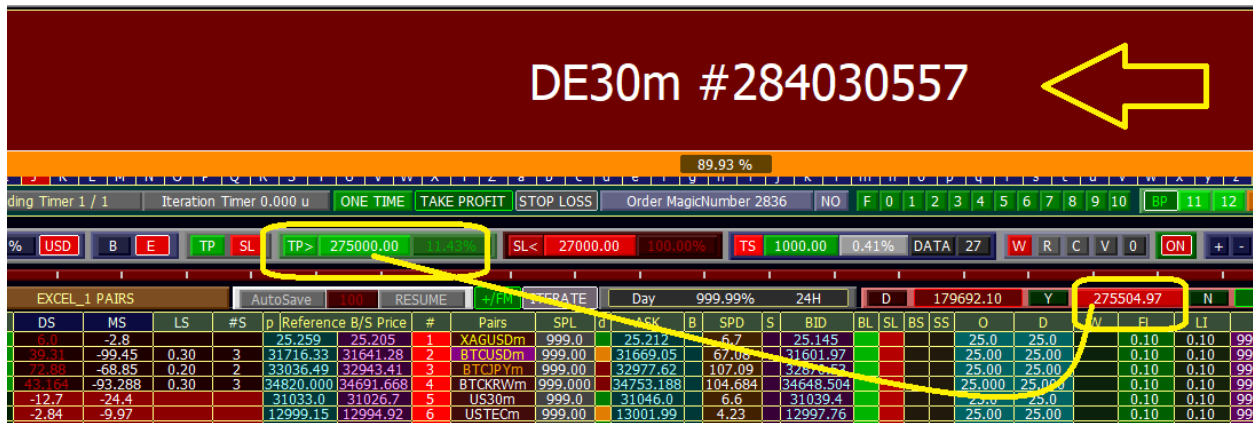 DE30m #284030557
89.93 %
ding Timer 1 / 1 Iteration Timer 0.000 u ONE TIME TAKE PROFIT STOP LOSS Order MagicNumber 2836 NO F 0 1 2 3 4 5 6 7 8 9 10 BP 11 12
% USD B E TP SL TP> 275000.00 11.43% SL< 27000.00 100.00% TS 1000.00 0.41% DATA 27 W R C V 0 ON + -
EXCEL_1 PAIRS AutoSave 100 RESUME +/FM ITERATE Day 999.99% 24H D 179692.10 Y 275504.97 N
DS MS LS #S p Reference B/S Price # Pairs SPL d ASK B SPD S BID BL SL BS SS O D W FI LI
6.0 -2.8 25.259 25.205 1 XAGUSDm 999.0 25.212 6.7 25.145 25.0 25.0 0.10 0.10 99
39.31 -99.45 0.30 3 31716.33 31641.28 2 BTCUSDm 999.00 31669.05 67.08 31601.97 25.00 25.00 0.10 0.10 99
72.88 -68.85 0.20 2 33036.49 32943.41 3 BTCJPYm 999.00 32977.62 107.09 25.00 25.00 0.10 0.10 99
43.164 -93.288 0.30 3 34820.000 34691.668 4 BTCKRWm 999.000 34753.188 104.684 34648.504 25.000 0.10 0.10 99
-12.7 -24.4 31033.0 31026.7 5 US30m 999.0 31046.0 6.6 31039.4 25.0 0.10 0.10 99
-2.84 -9.97 12999.15 12994.92 6 USTECm 999.00 13001.99 4.23 12997.76 25.00 25.00 0.10 0.10 99